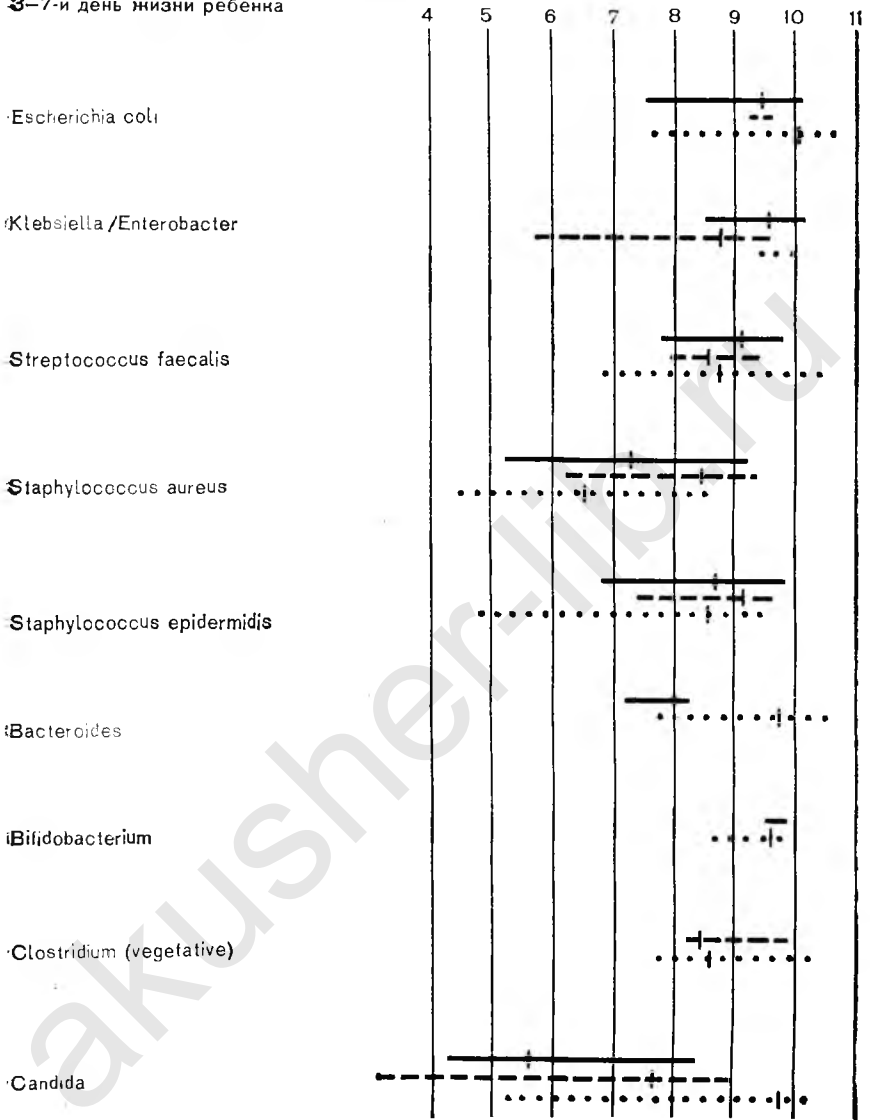 3–7-й день жизни ребенка
4 5 6 7 8 9 10 11
Escherichia coli
Klebsiella/Enterobacter
Streptococcus faecalis
Staphylococcus aureus
Staphylococcus epidermidis
Bacteroides
Bifidobacterium
Clostridium (vegetative)
Candida
akusher-lib.ru